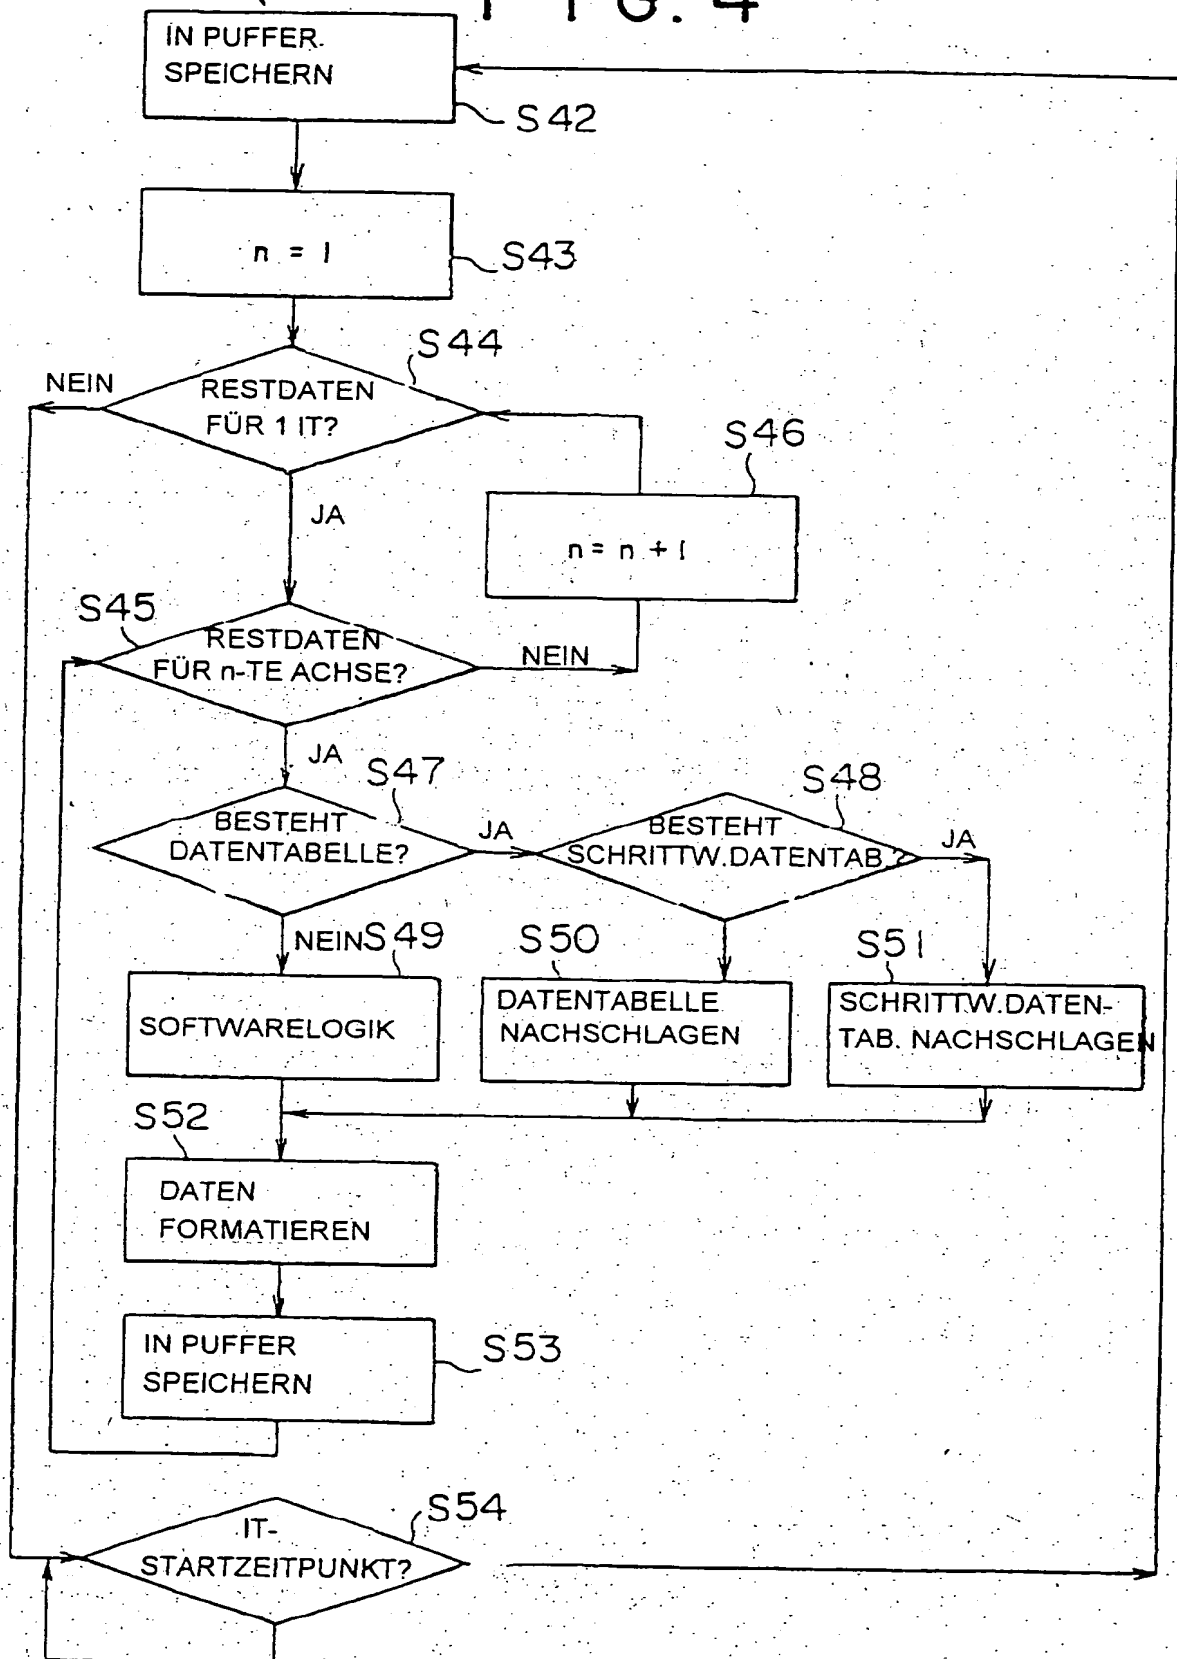 FIG. 4
IN PUFFER
SPEICHERN
S42
n = 1
S43
S44
NEIN
RESTDATEN
FÜR 1 IT?
S46
JA
n = n + 1
S45
RESTDATEN
FÜR n-TE ACHSE?
NEIN
JA
S47
S48
BESTEHT
DATENTABELLE?
JA
BESTEHT
SCHRITTW.DATENTAB.?
JA
NEIN
S49
S50
S51
SOFTWARELOGIK
DATENTABELLE
NACHSCHLAGEN
SCHRITTW.DATEN-
TAB. NACHSCHLAGEN
S52
DATEN
FORMATIEREN
IN PUFFER
SPEICHERN
S53
S54
IT-
STARTZEITPUNKT?